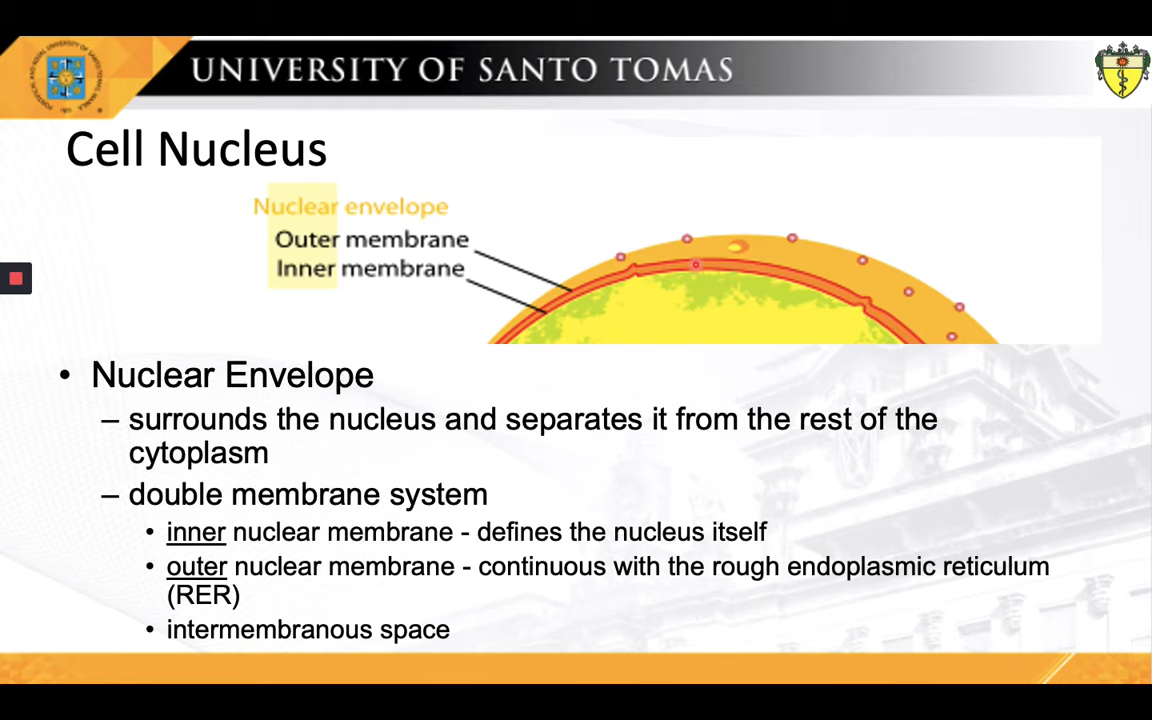 UNIVERSITY OF SANTO TOMAS
Cell Nucleus
Nuclear envelope
Outer membrane
Inner membrane
• Nuclear Envelope
– surrounds the nucleus and separates it from the rest of the
cytoplasm
– double membrane system
• inner nuclear membrane - defines the nucleus itself
• outer nuclear membrane - continuous with the rough endoplasmic reticulum
(RER)
• intermembranous space